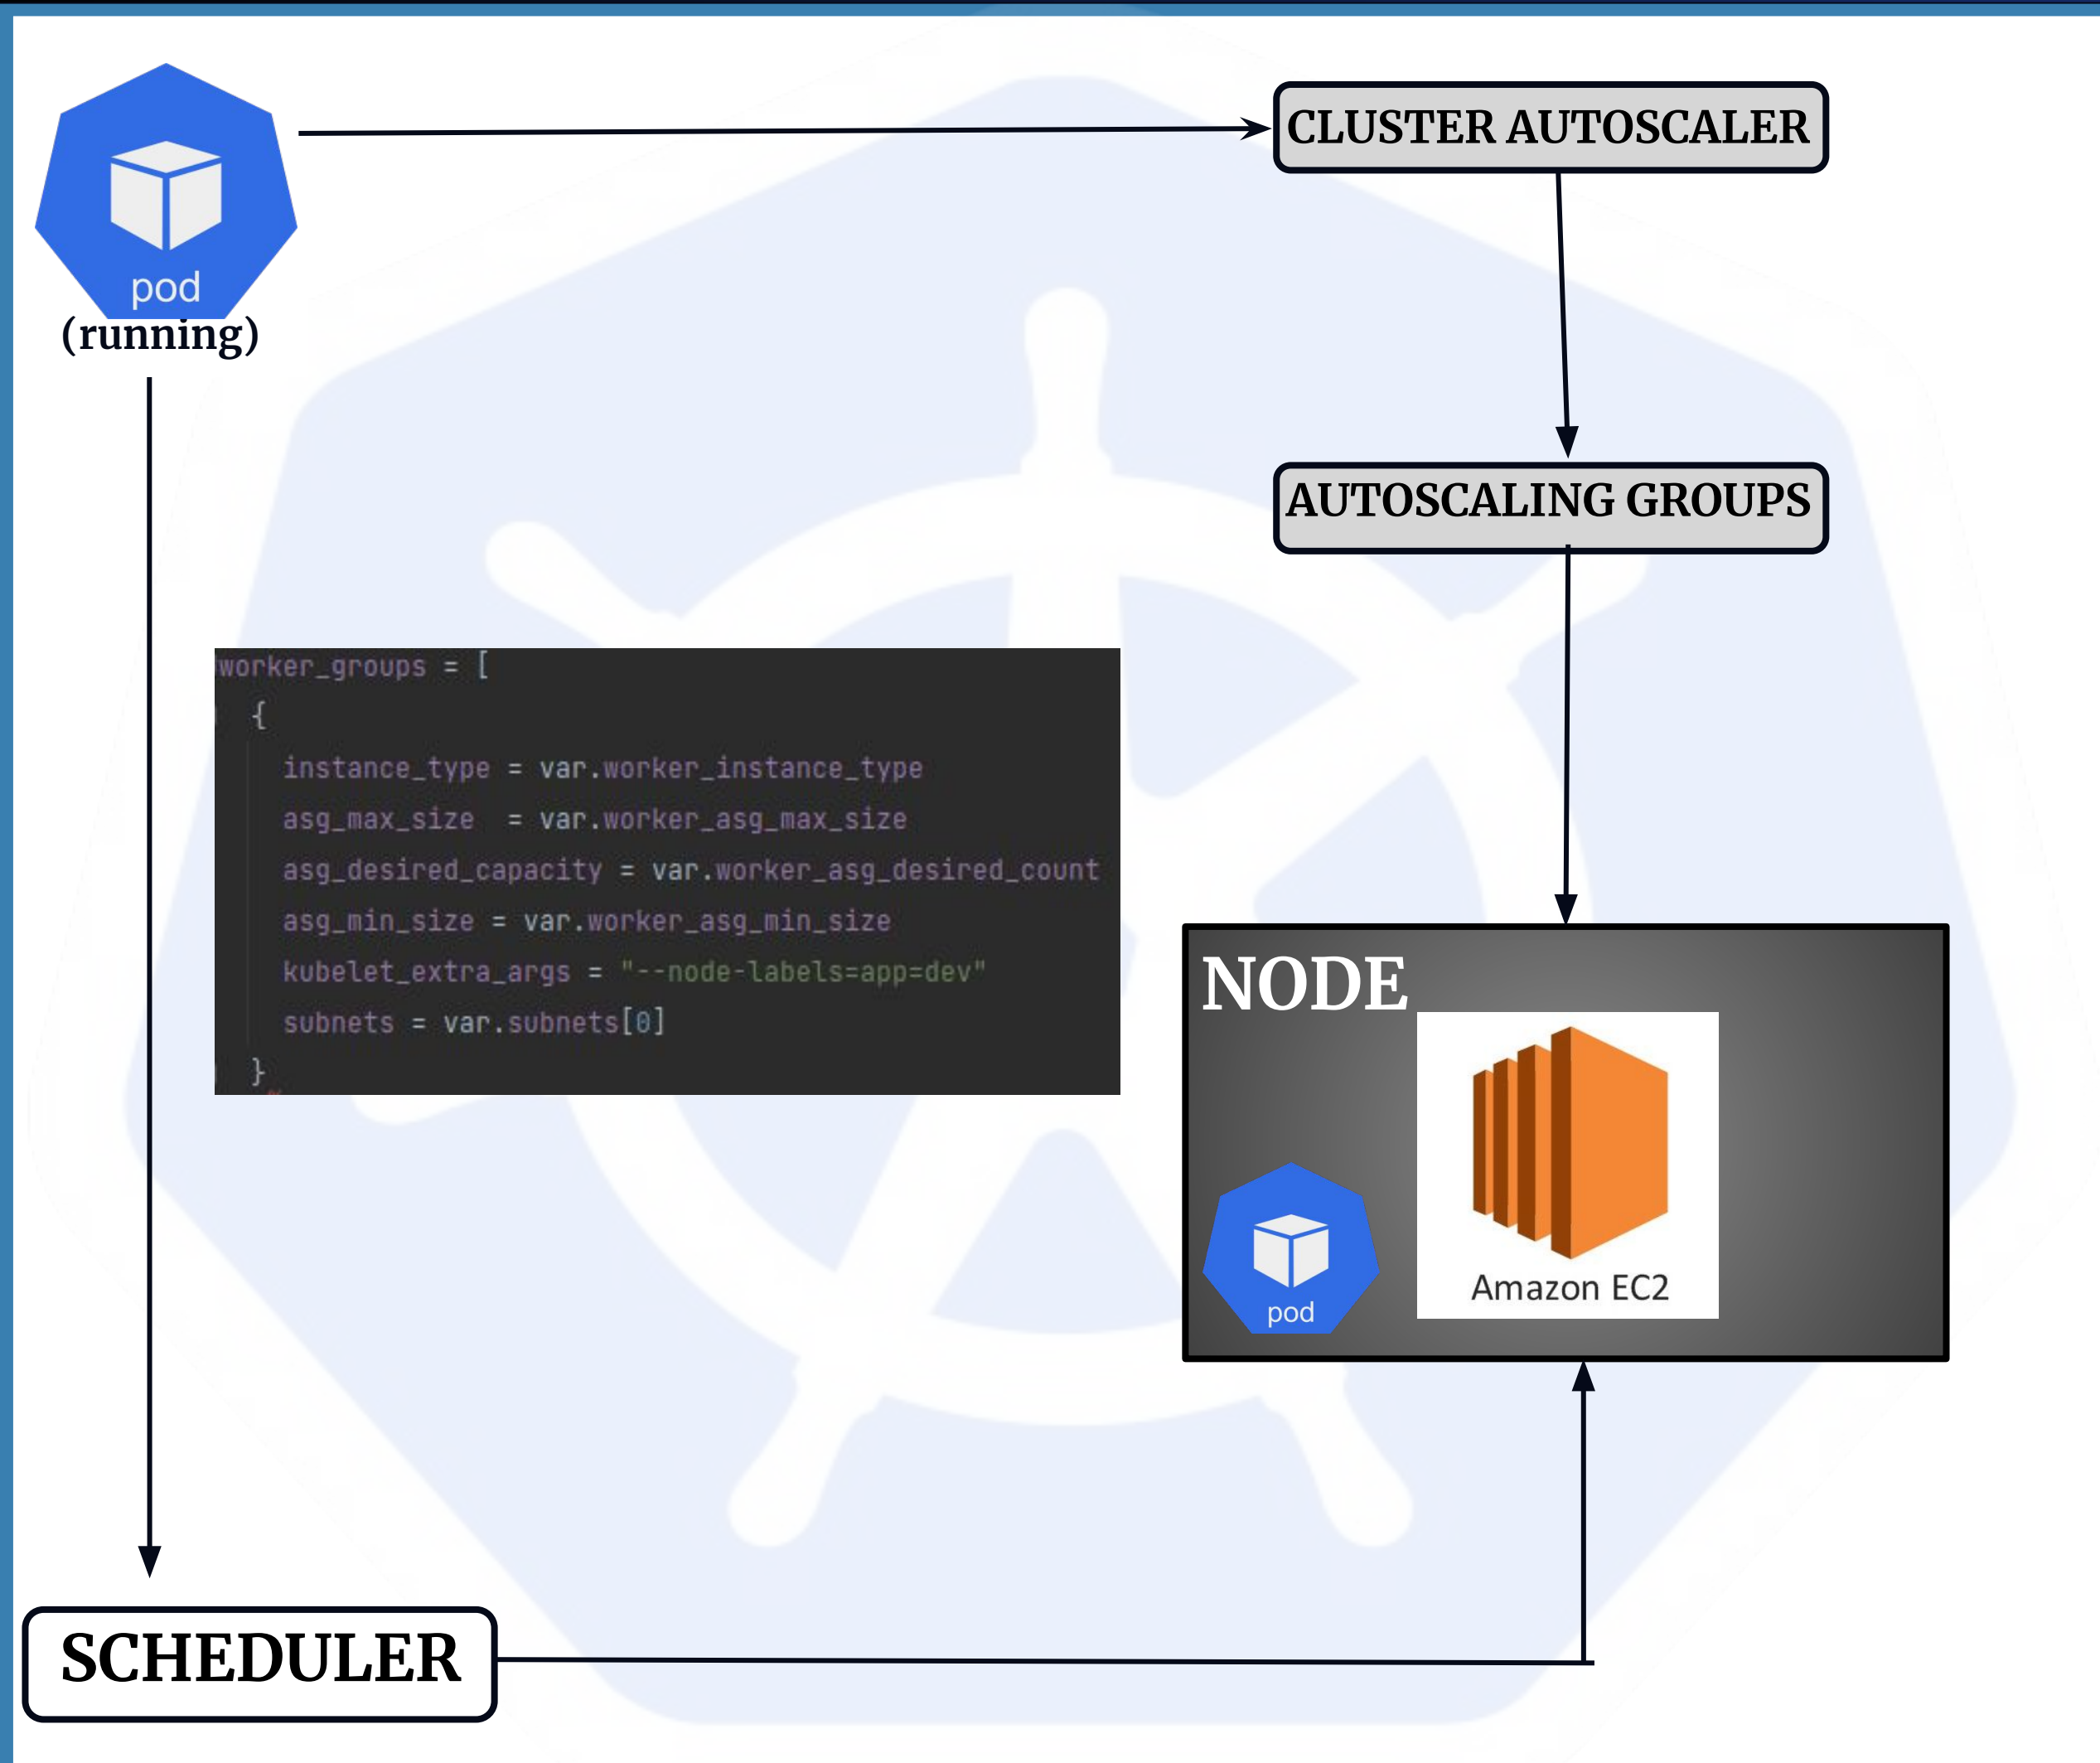 CLUSTER AUTOSCALER
pod
(running)
AUTOSCALING GROUPS
worker_groups = [
{
instance_type = var.worker_instance_type
asg_max_size  = var.worker_asg_max_size
asg_desired_capacity = var.worker_asg_desired_count
asg_min_size = var.worker_asg_min_size
kubelet_extra_args = "--node-labels=app=dev"
subnets = var.subnets[0]
}
NODE
Amazon EC2
pod
SCHEDULER